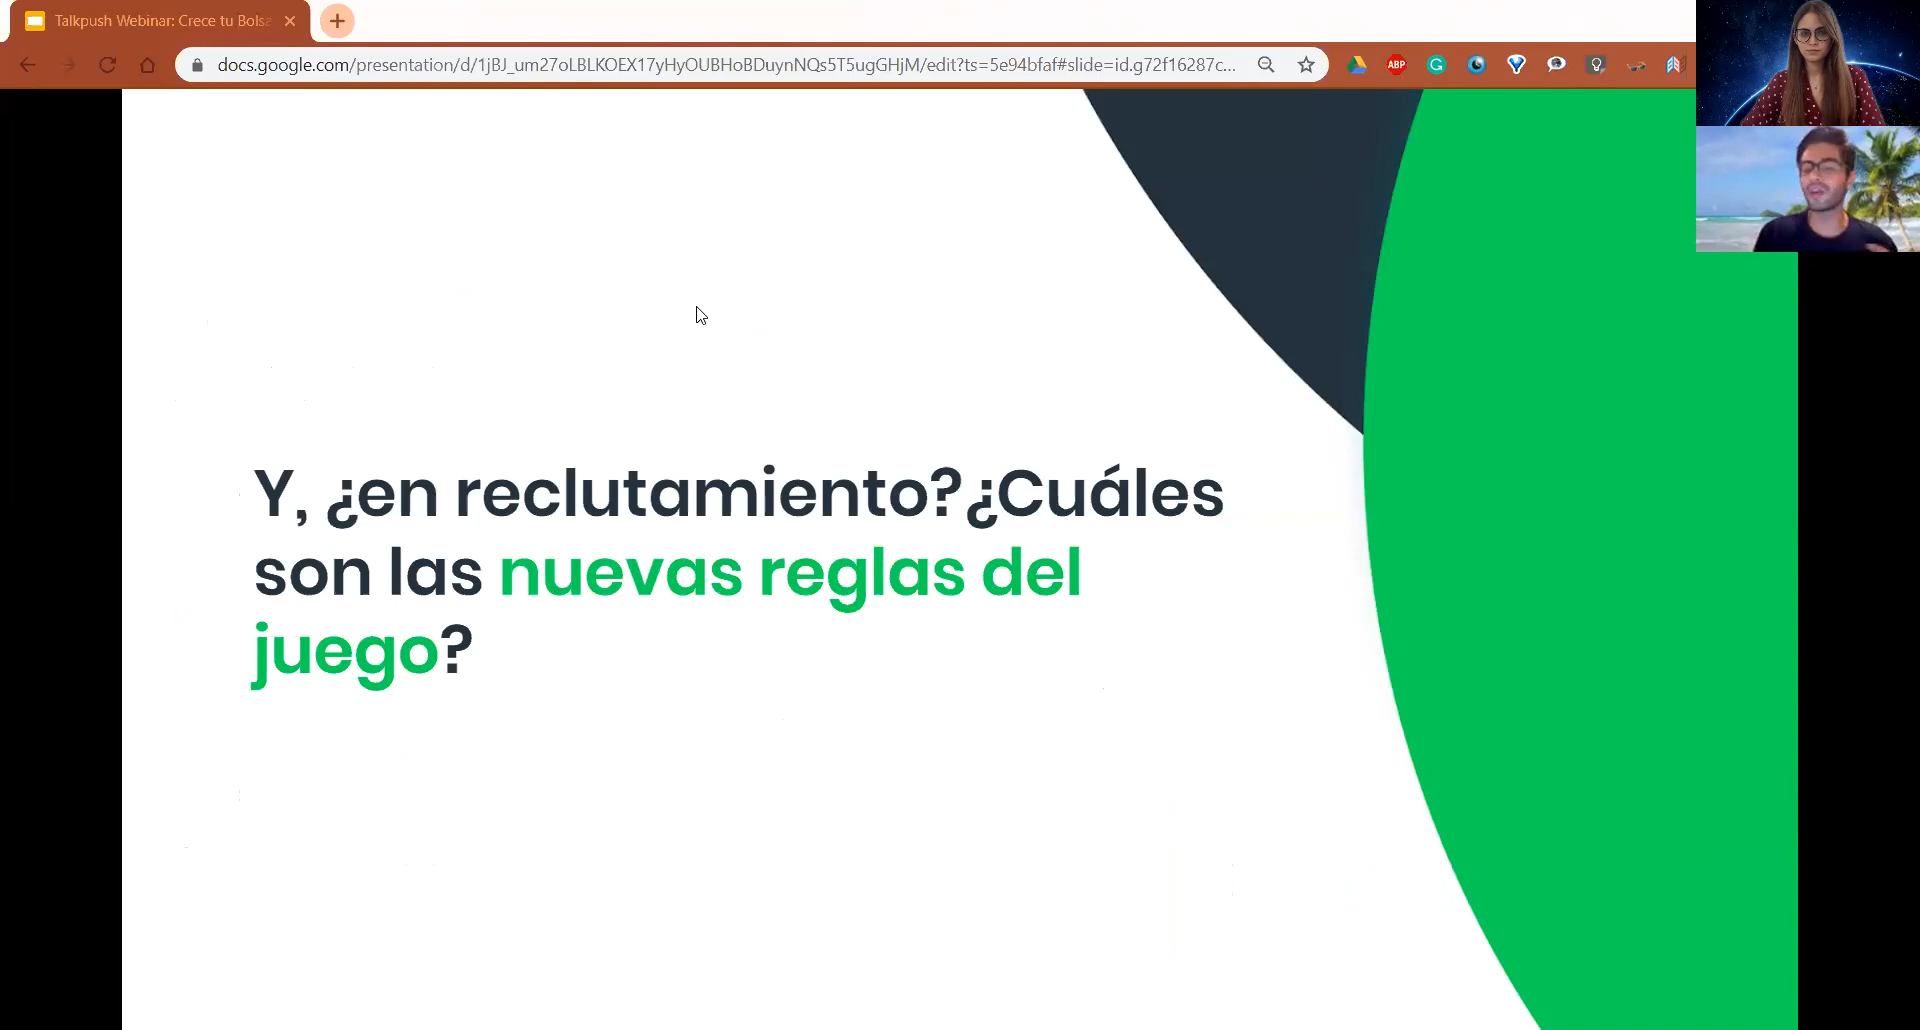 Talkpush Webinar: Crece tu Bolsa
docs.google.com/presentation/d/1jBJ_um27oLBLKOEX17yHyOUBHoBDuynNQs5T5ugGHjM/edit?ts=5e94bfaf#slide=id.g72f16287c...
ABP
Y, ¿en reclutamiento?¿Cuáles
son las nuevas reglas del
juego?